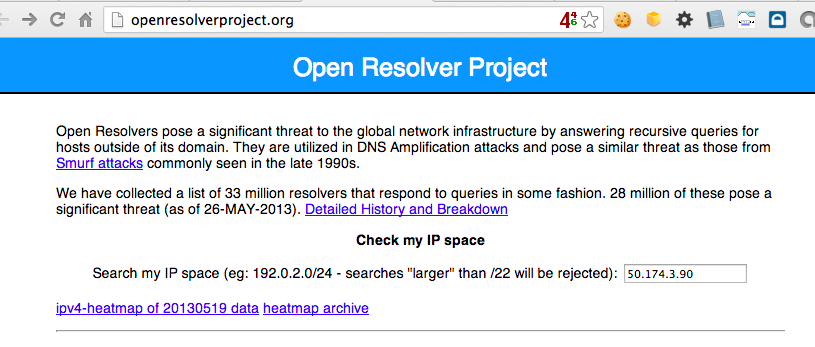 openresolverproject.org
Open Resolver Project
Open Resolvers pose a significant threat to the global network infrastructure by answering recursive queries for
hosts outside of its domain. They are utilized in DNS Amplification attacks and pose a similar threat as those from
Smurf attacks commonly seen in the late 1990s.
We have collected a list of 33 million resolvers that respond to queries in some fashion. 28 million of these pose a
significant threat (as of 26-MAY-2013). Detailed History and Breakdown
Check my IP space
Search my IP space (eg: 192.0.2.0/24 - searches "larger" than /22 will be rejected): 50.174.3.90
ipv4-heatmap of 20130519 data heatmap archive